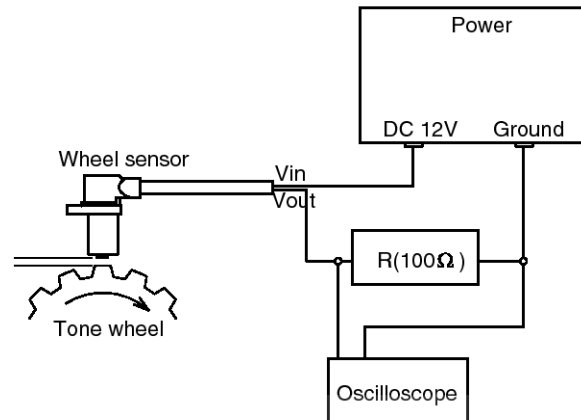 Power
DC 12V
Ground
Wheel sensor
Vin
Vout
R(100Ω)
Tone wheel
Oscilloscope